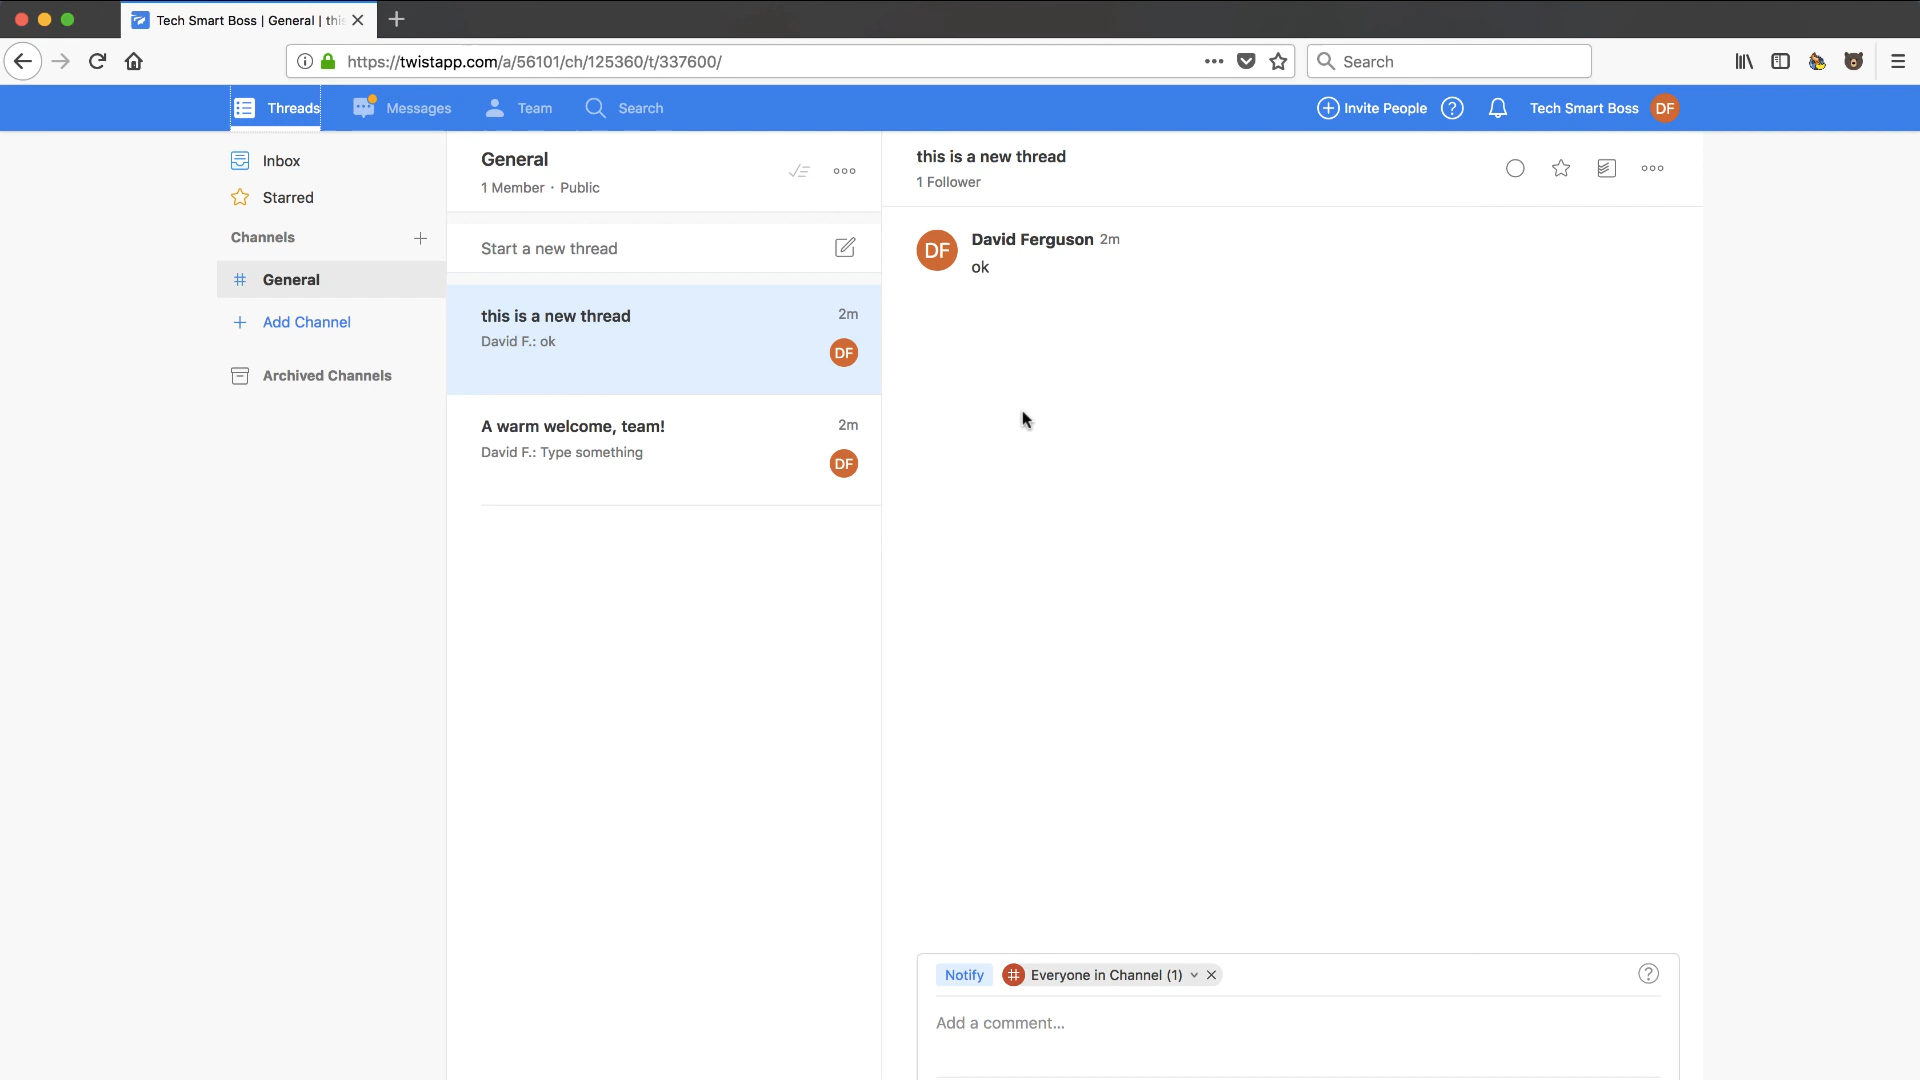 Tech Smart Boss | General | this
https://twistapp.com/a/56101/ch/125360/t/337600/
Search
Threads
Messages
Team
Search
Invite People
Tech Smart Boss
DF
Inbox
Starred
Channels
General
Add Channel
Archived Channels
General
1 Member · Public
Start a new thread
this is a new thread
2m
David F.: ok
DF
A warm welcome, team!
2m
David F.: Type something
DF
this is a new thread
1 Follower
DF
David Ferguson 2m
ok
Notify
# Everyone in Channel (1)
Add a comment...